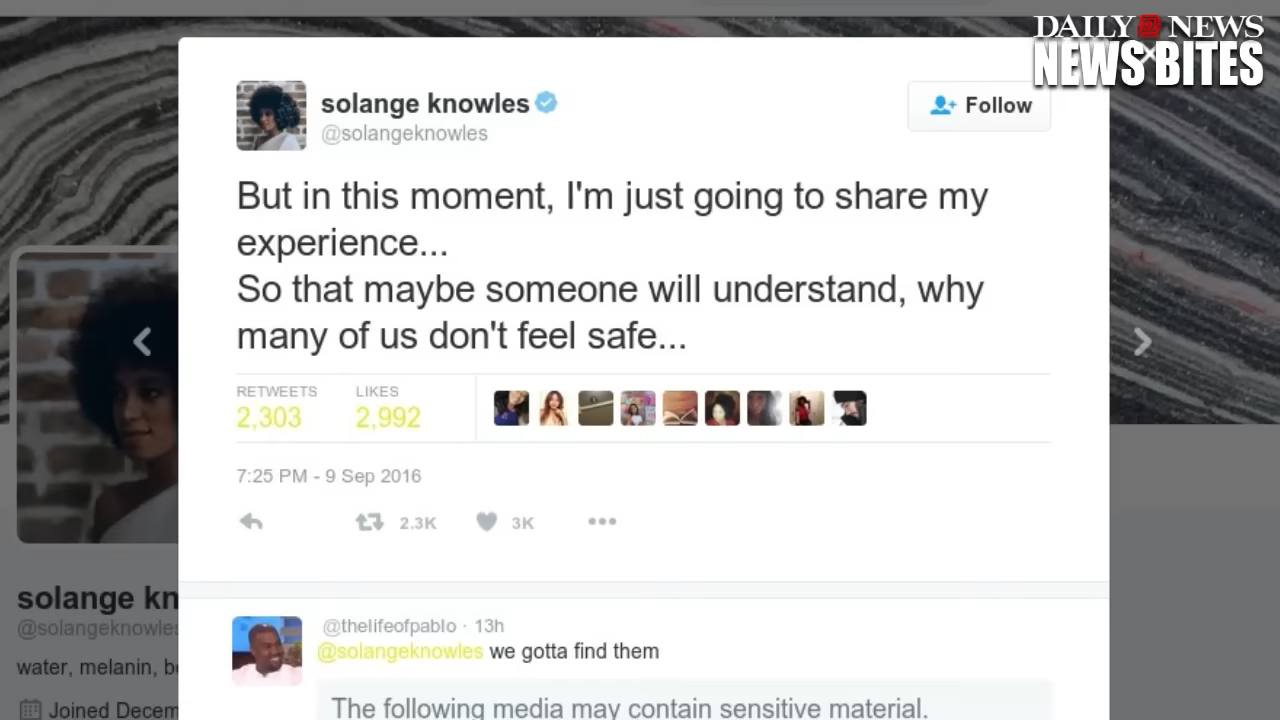 DAILY NEWS
NEWS BITES
solange knowles
@solangeknowles
Follow
But in this moment, I'm just going to share my
experience...
So that maybe someone will understand, why
many of us don't feel safe...
RETWEETS LIKES
2,303 2,992
7:25 PM - 9 Sep 2016
2.3K 3K
solange kn
@solangeknowles
water, melanin, b
Joined Decem
@thelifeofpablo · 13h
@solangeknowles we gotta find them
The following media may contain sensitive material.